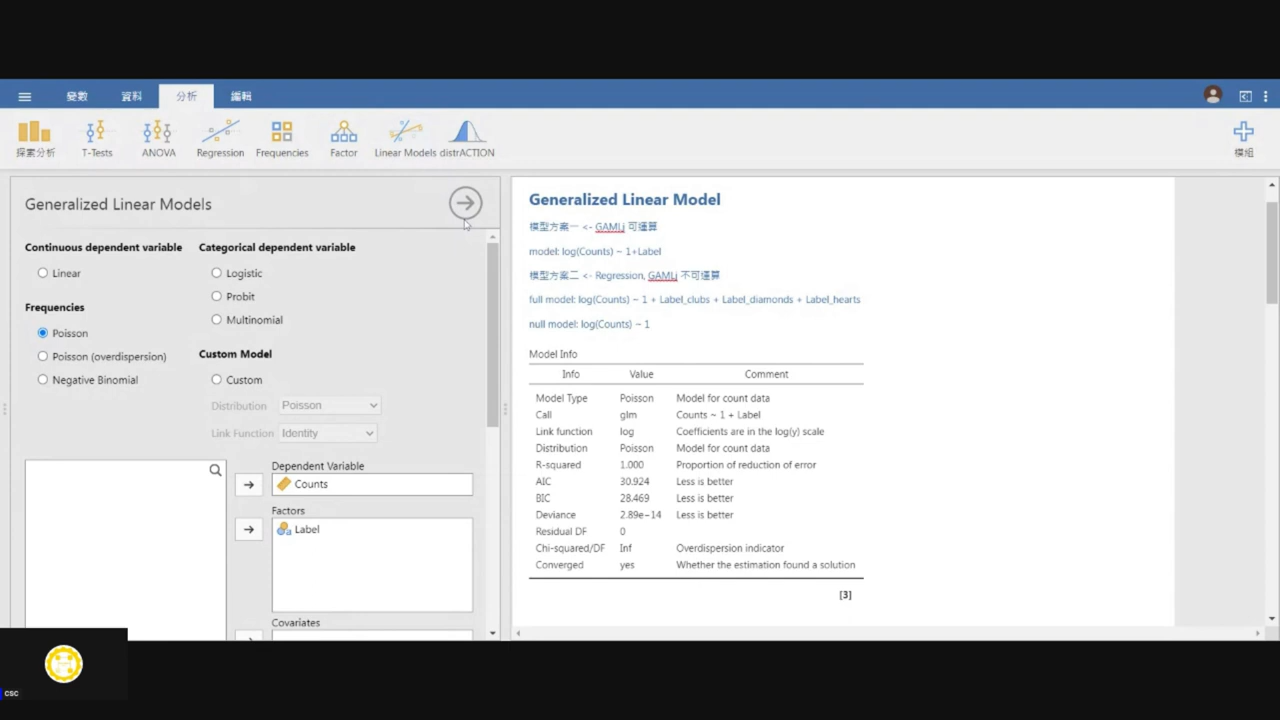 變數 資料 分析 編輯
探索分析 T-Tests ANOVA Regression Frequencies Factor Linear Models distrACTION 模組
Generalized Linear Models
Continuous dependent variable
Linear
Frequencies
Poisson
Poisson (overdispersion)
Negative Binomial
Categorical dependent variable
Logistic
Probit
Multinomial
Custom Model
Custom
Distribution Poisson
Link Function Identity
Dependent Variable
Counts
Factors
Label
Covariates
Generalized Linear Model
模型方案一 <- GAMLj 可運算
model: log(Counts) ~ 1+Label
模型方案二 <- Regression, GAMLj 不可運算
full model: log(Counts) ~ 1 + Label_clubs + Label_diamonds + Label_hearts
null model: log(Counts) ~ 1
Model Info
Info Value Comment
Model Type Poisson Model for count data
Call glm Counts ~ 1 + Label
Link function log Coefficients are in the log(y) scale
Distribution Poisson Model for count data
R-squared 1.000 Proportion of reduction of error
AIC 30.924 Less is better
BIC 28.469 Less is better
Deviance 2.89e-14 Less is better
Residual DF 0
Chi-squared/DF Inf Overdispersion indicator
Converged yes Whether the estimation found a solution
[3]
csc